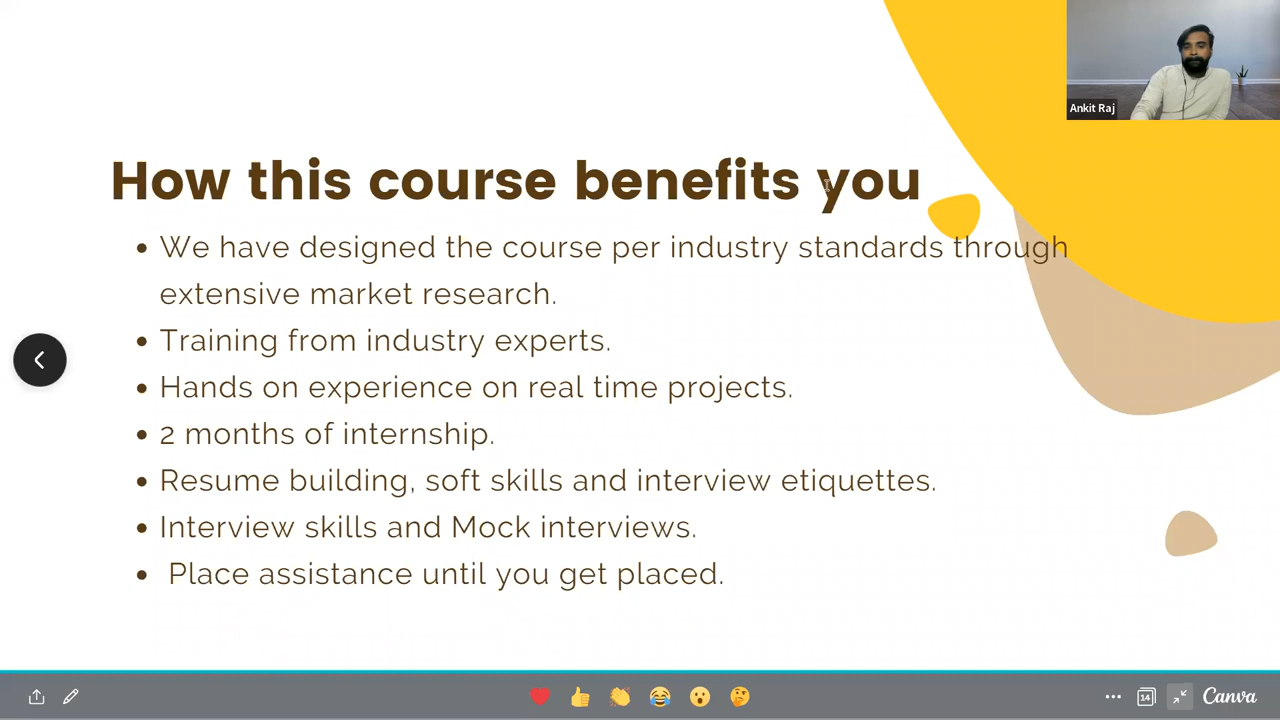 Ankit Raj
How this course benefits you
• We have designed the course per industry standards through
extensive market research.
• Training from industry experts.
• Hands on experience on real time projects.
• 2 months of internship.
• Resume building, soft skills and interview etiquettes.
• Interview skills and Mock interviews.
• Place assistance until you get placed.
14
Canva